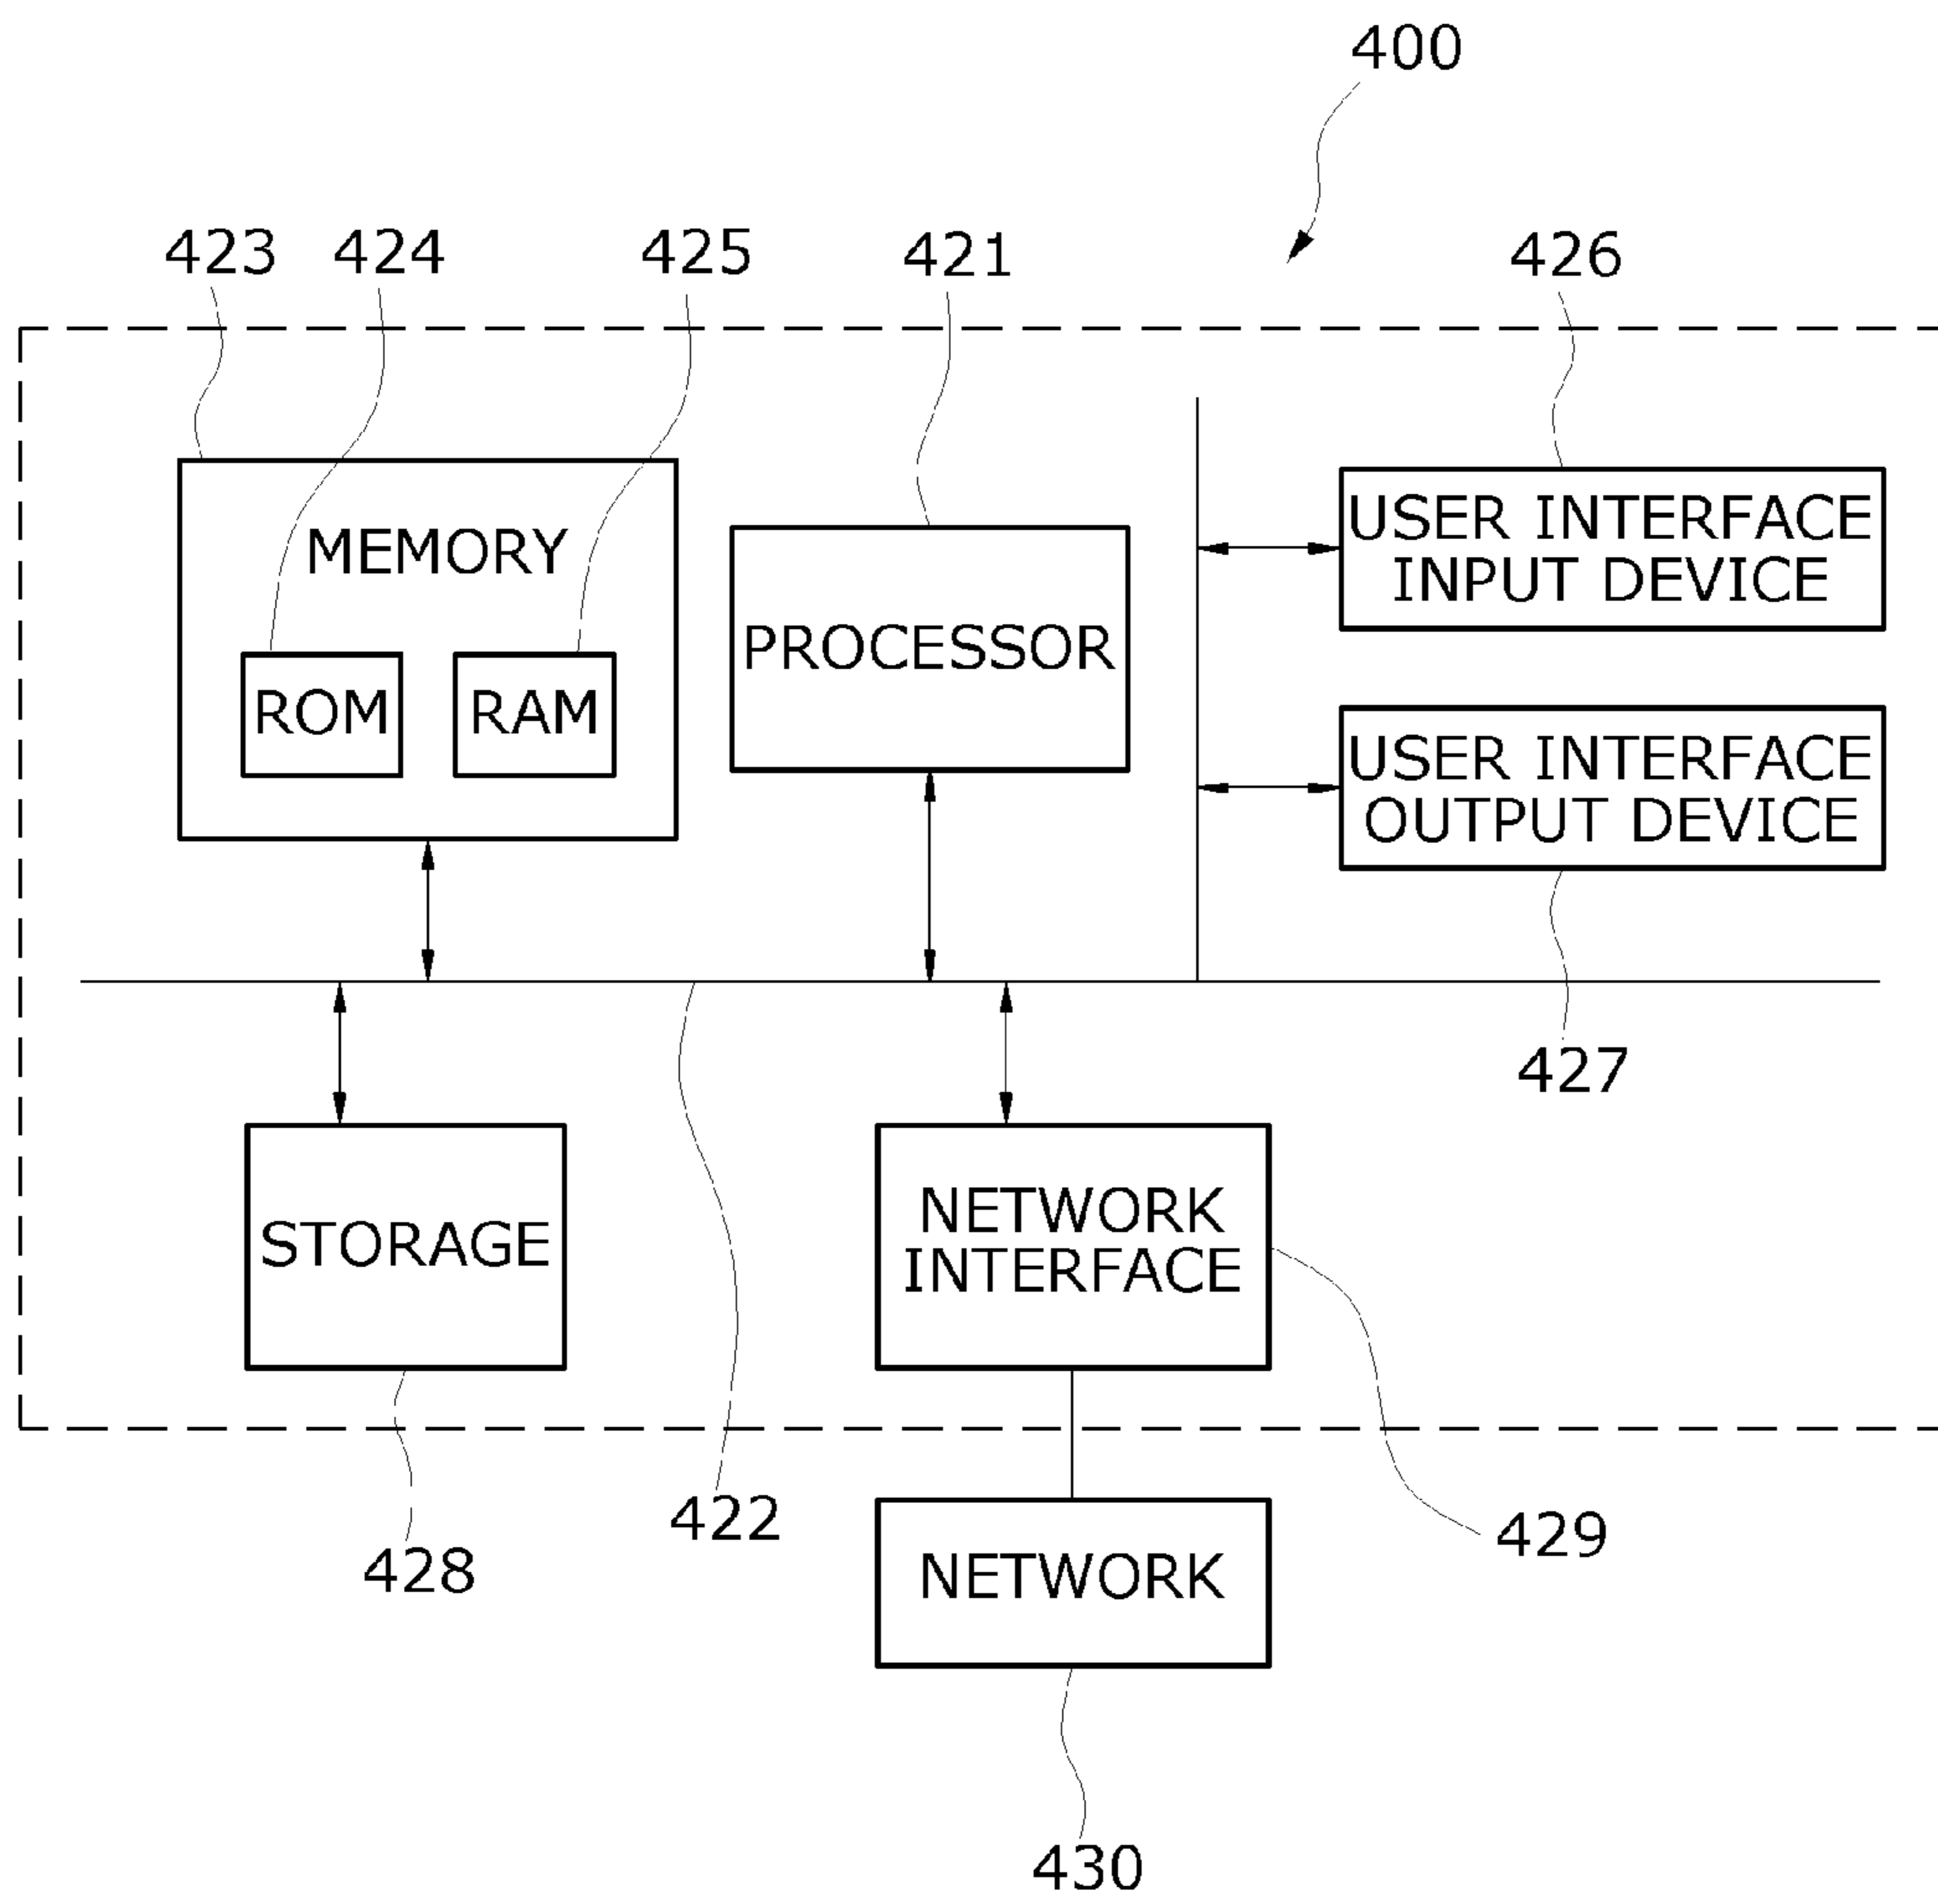 400
423
424
425
421
426
MEMORY
ROM
RAM
PROCESSOR
USER INTERFACE
INPUT DEVICE
USER INTERFACE
OUTPUT DEVICE
427
STORAGE
NETWORK
INTERFACE
422
429
428
NETWORK
430